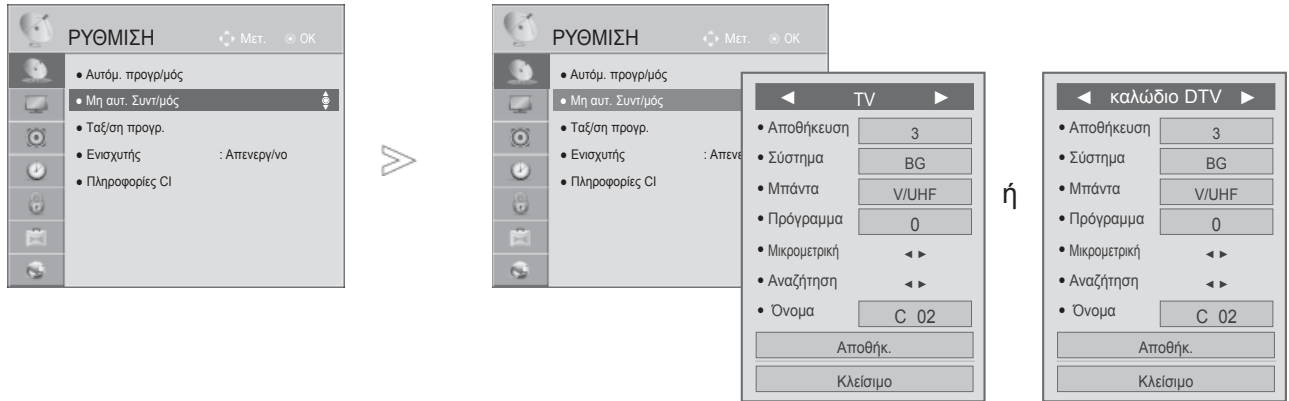 ΡΥΘΜΙΣΗ Μετ. OK
● Αυτόμ. προγρ/μός
● Μη αυτ. Συντ/μός
● Ταξ/ση προγρ.
● Ενισχυτής : Απενεργ/νο
● Πληροφορίες CI
ΡΥΘΜΙΣΗ Μετ. OK
● Αυτόμ. προγρ/μός
● Μη αυτ. Συντ/μός
● Ταξ/ση προγρ.
● Ενισχυτής : Απενε
● Πληροφορίες CI
◄ TV ►
● Αποθήκευση 3
● Σύστημα BG
● Μπάντα V/UHF
● Πρόγραμμα 0
● Μικρομετρική ◄ ►
● Αναζήτηση ◄ ►
● Όνομα C 02
Αποθήκ.
Κλείσιμο
ή
◄ καλώδιο DTV ►
● Αποθήκευση 3
● Σύστημα BG
● Μπάντα V/UHF
● Πρόγραμμα 0
● Μικρομετρική ◄ ►
● Αναζήτηση ◄ ►
● Όνομα C 02
Αποθήκ.
Κλείσιμο